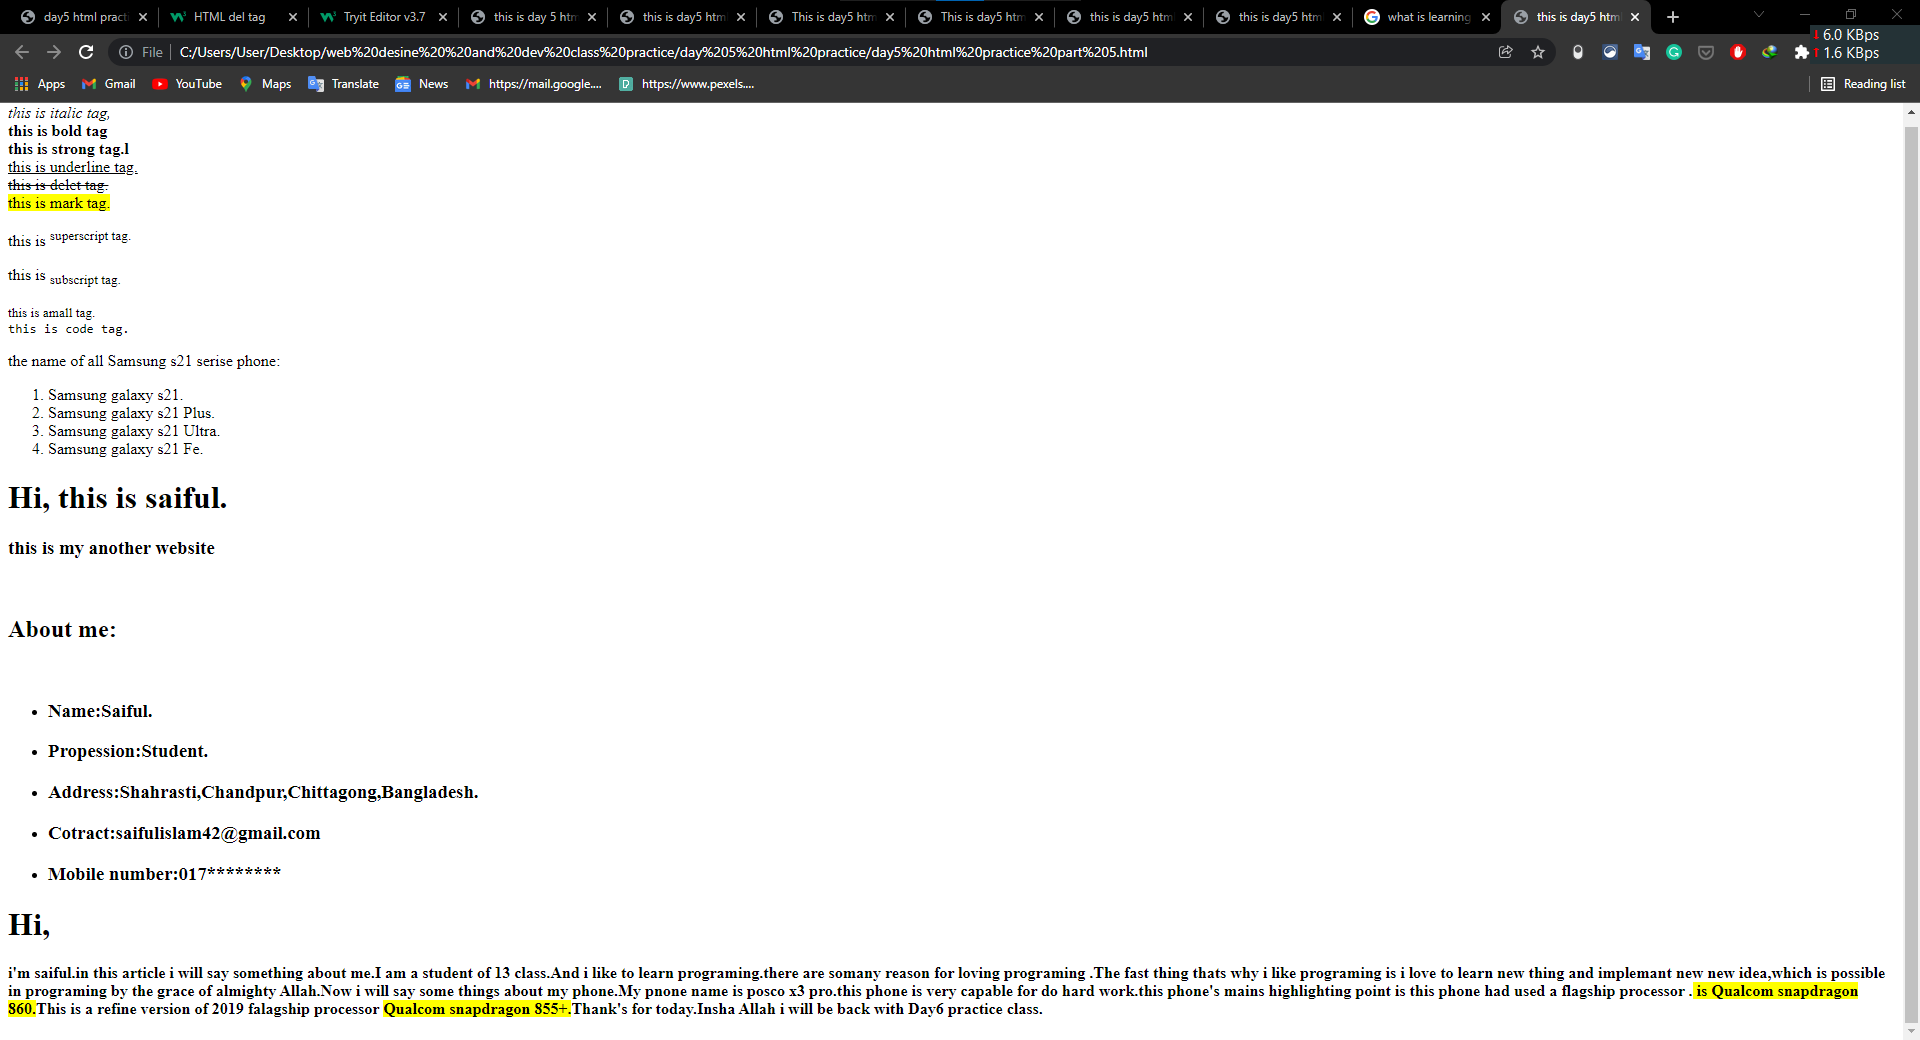 day5 html pract
HTML del tag
Tryit Editor v3.7
this is day 5 htm
this is day5 htm
This is day5 htm
This is day5 htm
this is day5 htm
this is day5 htm
what is learning
this is day5 htm
6.0 KBps
File
C:/Users/User/Desktop/web%20desine%20%20and%20dev%20class%20practice/day%205%20html%20practice/day5%20html%20practice%20part%205.html
1.6 KBps
Apps
Gmail
YouTube
Maps
Translate
News
https://mail.google....
https://www.pexels....
Reading list
this is italic tag,
this is bold tag
this is strong tag.l
this is underline tag.
this is delet tag.
this is mark tag.
this is superscript tag.
this is subscript tag.
this is amall tag.
this is code tag.
the name of all Samsung s21 serise phone:
1. Samsung galaxy s21.
2. Samsung galaxy s21 Plus.
3. Samsung galaxy s21 Ultra.
4. Samsung galaxy s21 Fe.
Hi, this is saiful.
this is my another website
About me:
• Name:Saiful.
• Propession:Student.
• Address:Shahrasti,Chandpur,Chittagong,Bangladesh.
• Cotract:saifulislam42@gmail.com
• Mobile number:017********
Hi,
i'm saiful.in this article i will say something about me.I am a student of 13 class.And i like to learn programing.there are somany reason for loving programing .The fast thing thats why i like programing is i love to learn new thing and implemant new new idea,which is possible
in programing by the grace of almighty Allah.Now i will say some things about my phone.My pnone name is posco x3 pro.this phone is very capable for do hard work.this phone's mains highlighting point is this phone had used a flagship processor . is Qualcom snapdragon
860.This is a refine version of 2019 falagship processor Qualcom snapdragon 855+.Thank's for today.Insha Allah i will be back with Day6 practice class.